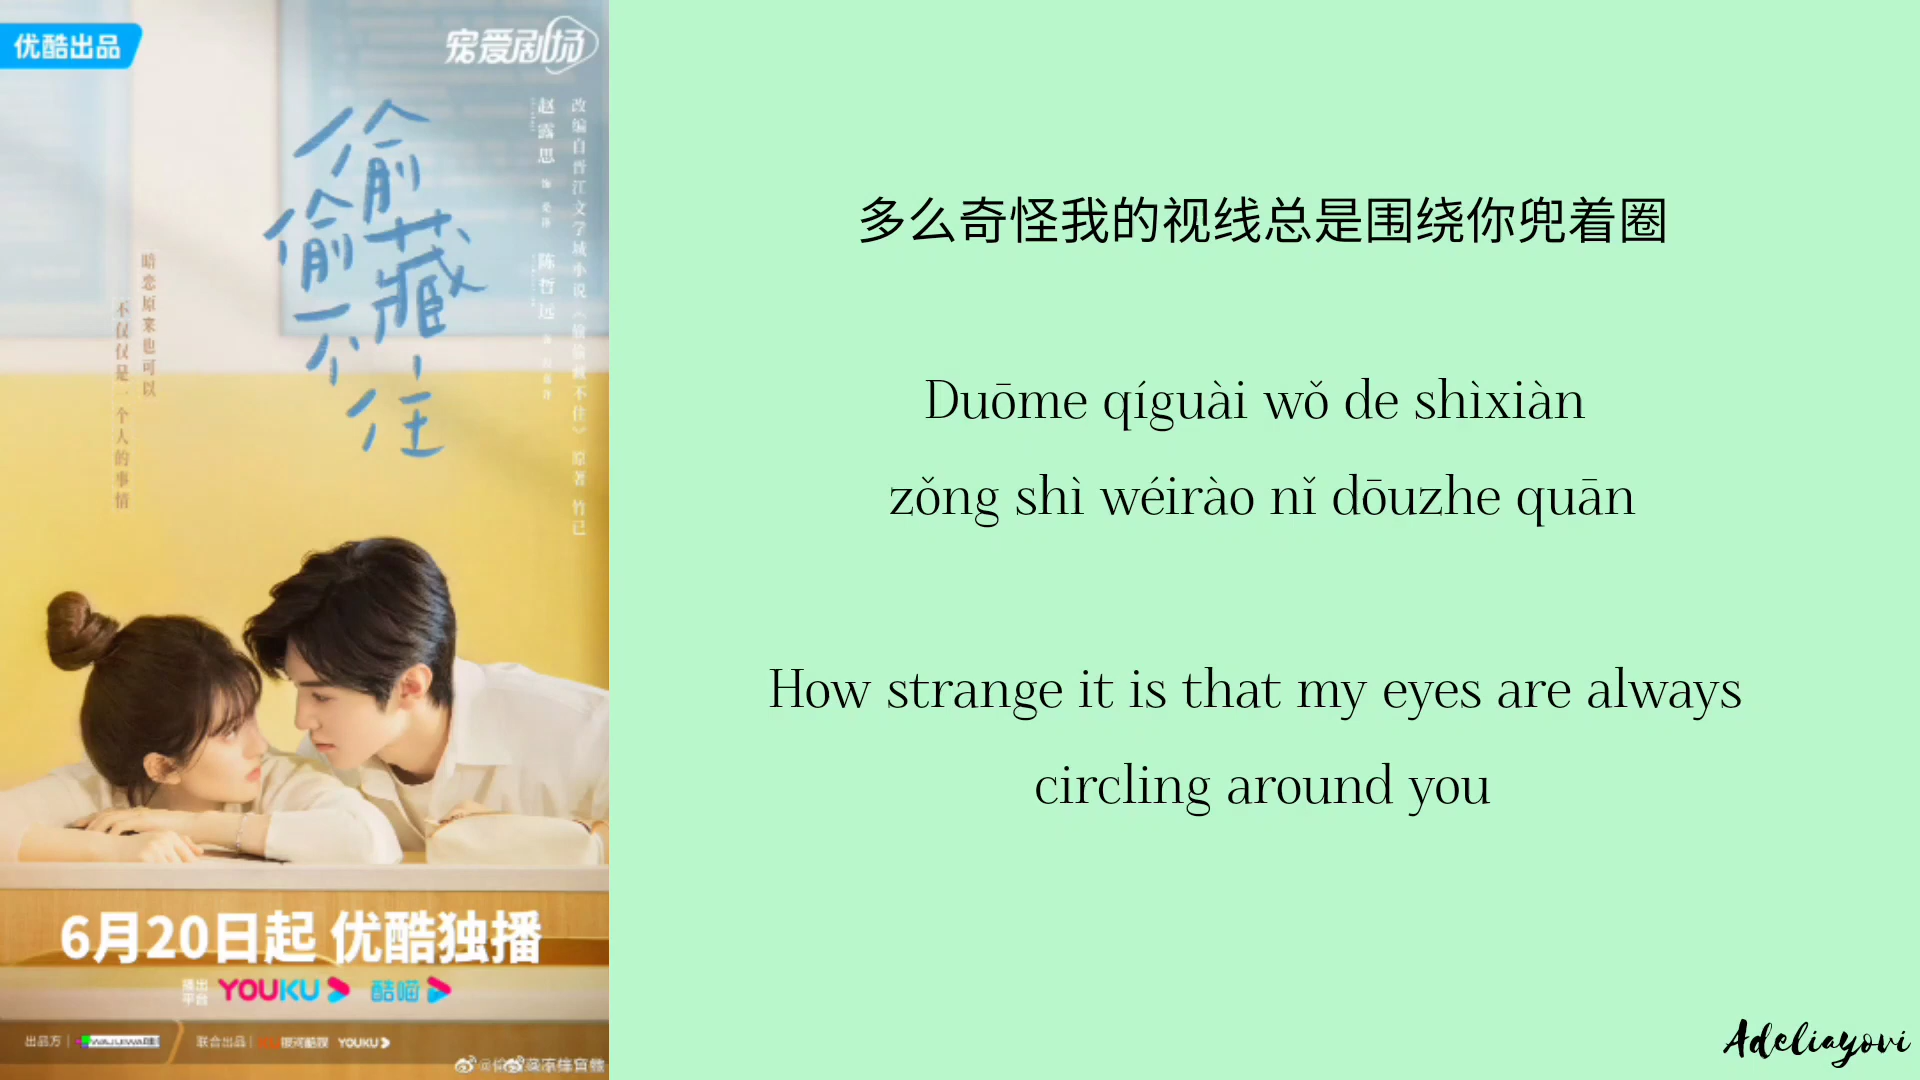 优酷出品
宠爱剧场
偷偷藏不住
改编自晋江文学城小说《偷偷藏不住》原著 竹已
赵露思
陈哲远
暗恋原来也可以
不仅仅是一个人的事情
多么奇怪我的视线总是围绕你兜着圈
Duōme qíguài wǒ de shìxiàn
zǒng shì wéirào nǐ dōuzhe quān
How strange it is that my eyes are always
circling around you
6月20日起 优酷独播
播出
平台
YOUKU
酷喵
出品方
联合出品
YOUKU
Adeliayovi